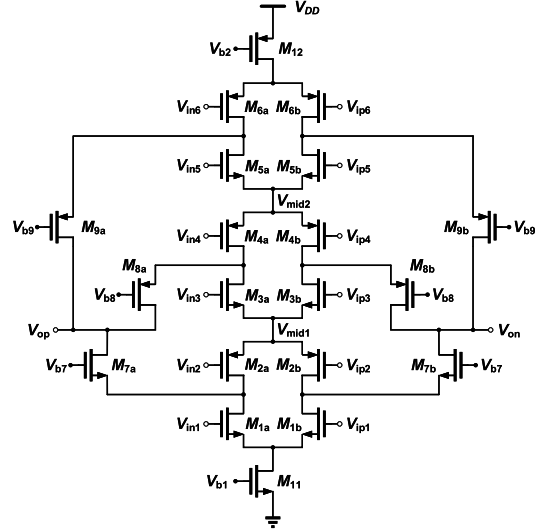 VDD
Vb2 M12
Vin6 M6a M6b Vip6
Vin5 M5a M5b Vip5
Vmid2
Vb9 M9a Vin4 M4a M4b Vip4 M9b Vb9
M8a M8b
Vb8 Vin3 M3a M3b Vip3 Vb8
Vop Vmid1 Von
Vb7 M7a Vin2 M2a M2b Vip2 M7b Vb7
Vin1 M1a M1b Vip1
Vb1 M11